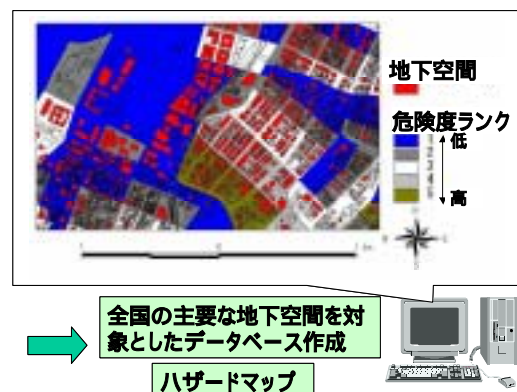 地下空間
危険度ランク
低
高
全国の主要な地下空間を対
象としたデータベース作成
ハザードマップ